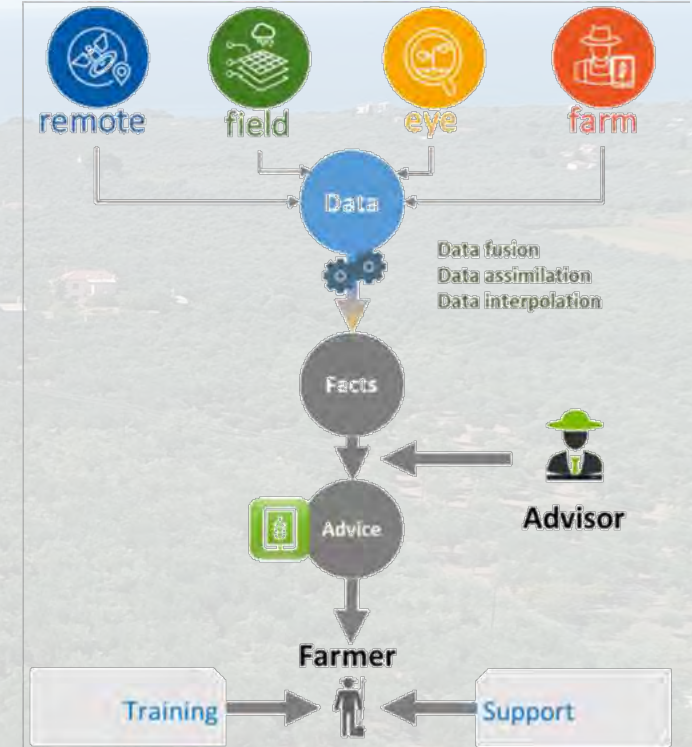 remote
field
eye
farm
Data
Data fusion
Data assimilation
Data interpolation
Facts
Advisor
Advice
Farmer
Training
Support